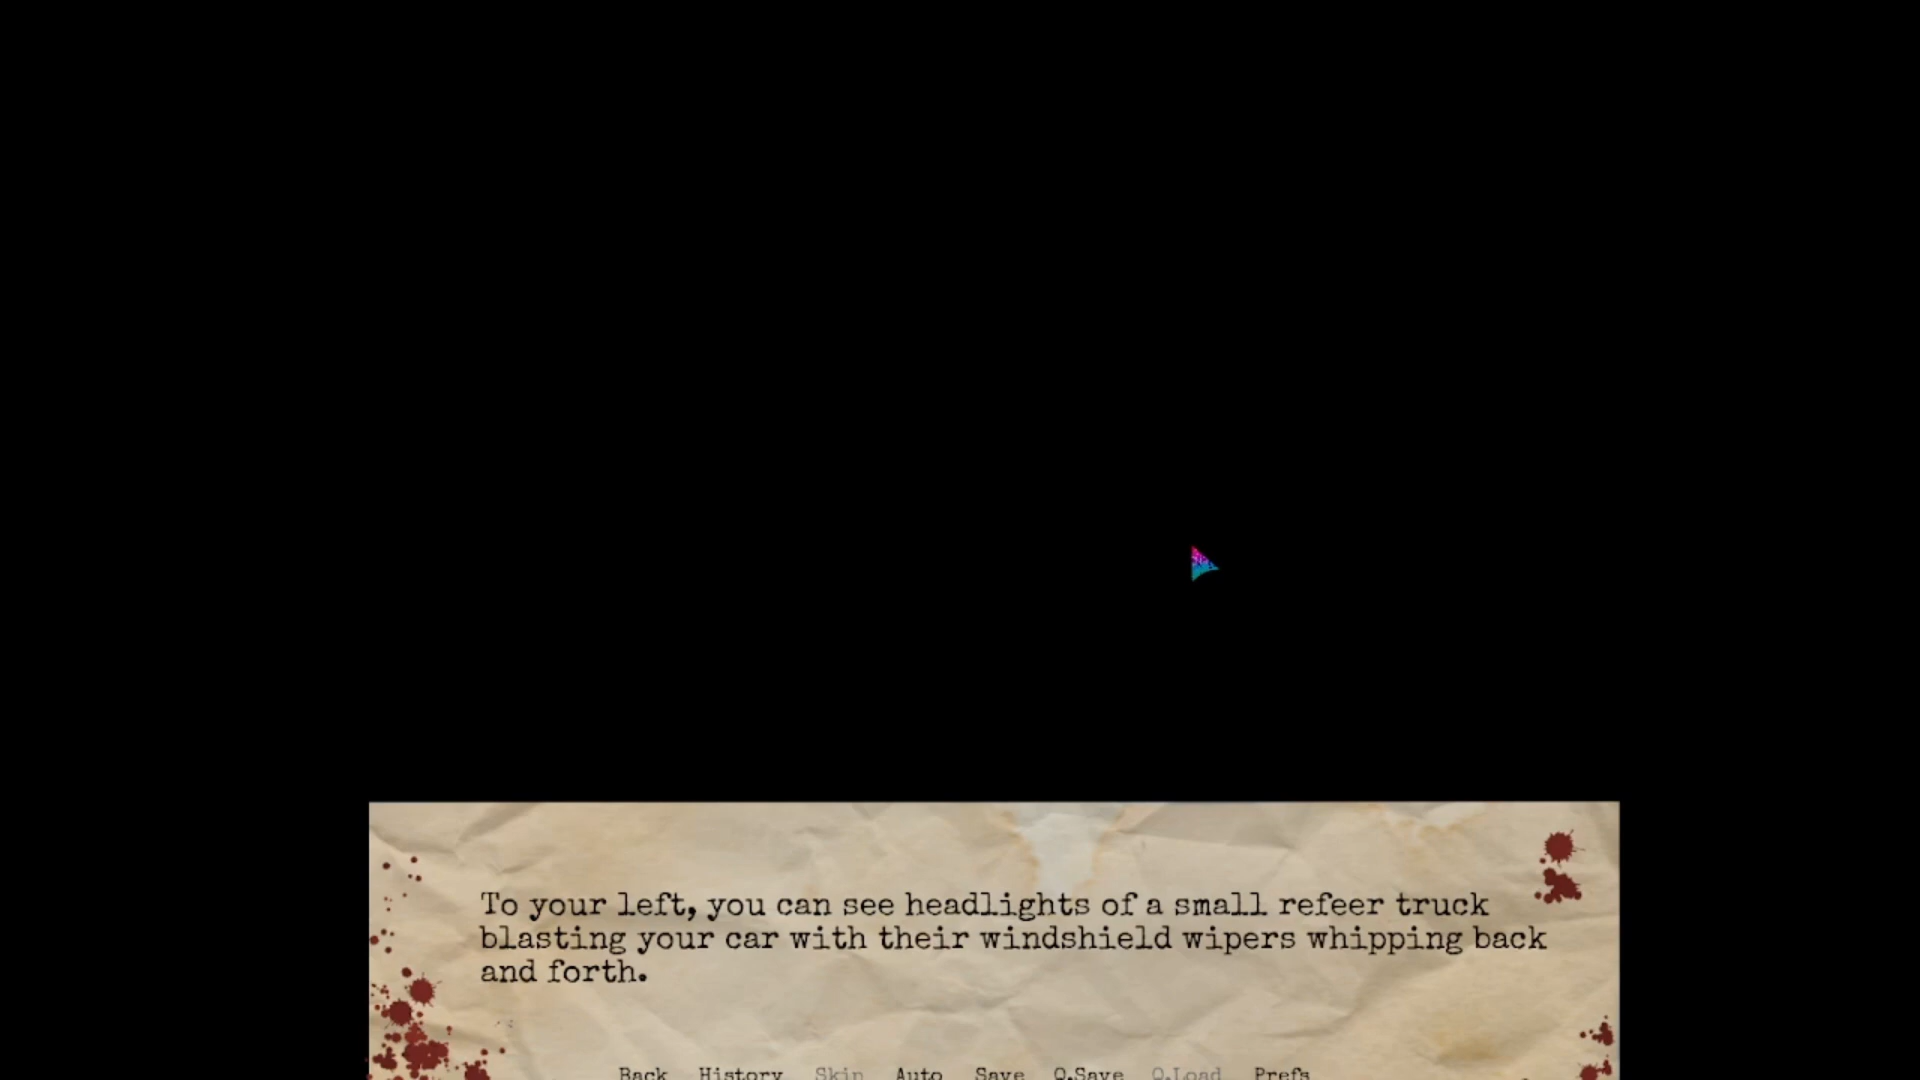 To your left, you can see headlights of a small refeer truck
blasting your car with their windshield wipers whipping back
and forth.
Back History Skip Auto Save Q.Save Q.Load Prefs